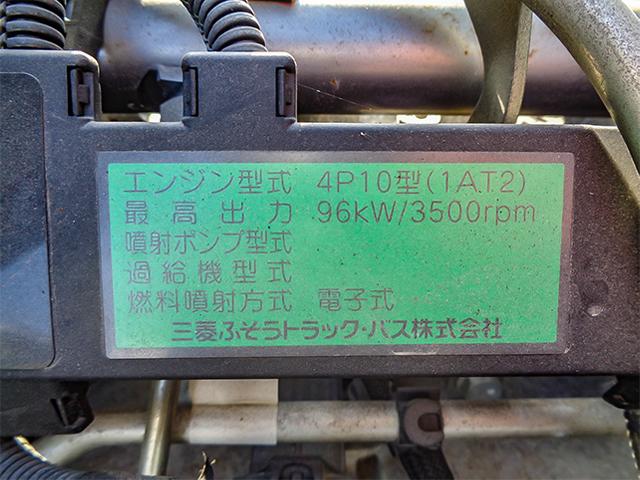 エンジン型式 4P10型(1AT2)
最高出力 96kW/3500rpm
噴射ポンプ型式
過給機型式
燃料噴射方式 電子式
三菱ふそうトラック・バス株式会社